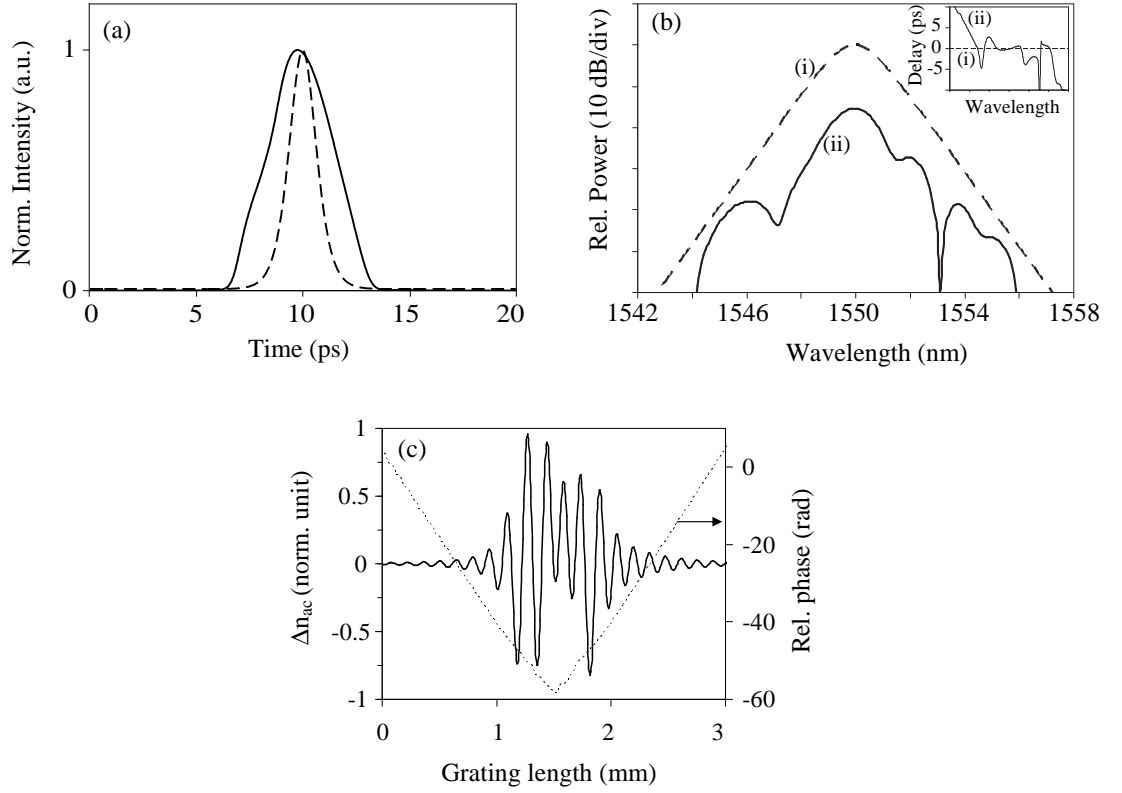 (a)
Norm. Intensity (a.u.)
1
0
0 5 10 15 20
Time (ps)
(b)
Rel. Power (10 dB/div)
(i)
(ii)
1542 1546 1550 1554 1558
Wavelength (nm)
Delay (ps)
5
0
-5
(ii)
(i)
Wavelength
(c)
Δnac (norm. unit)
1
0.5
0
-0.5
-1
0 1 2 3
Grating length (mm)
0
-20
-40
-60
Rel. phase (rad)